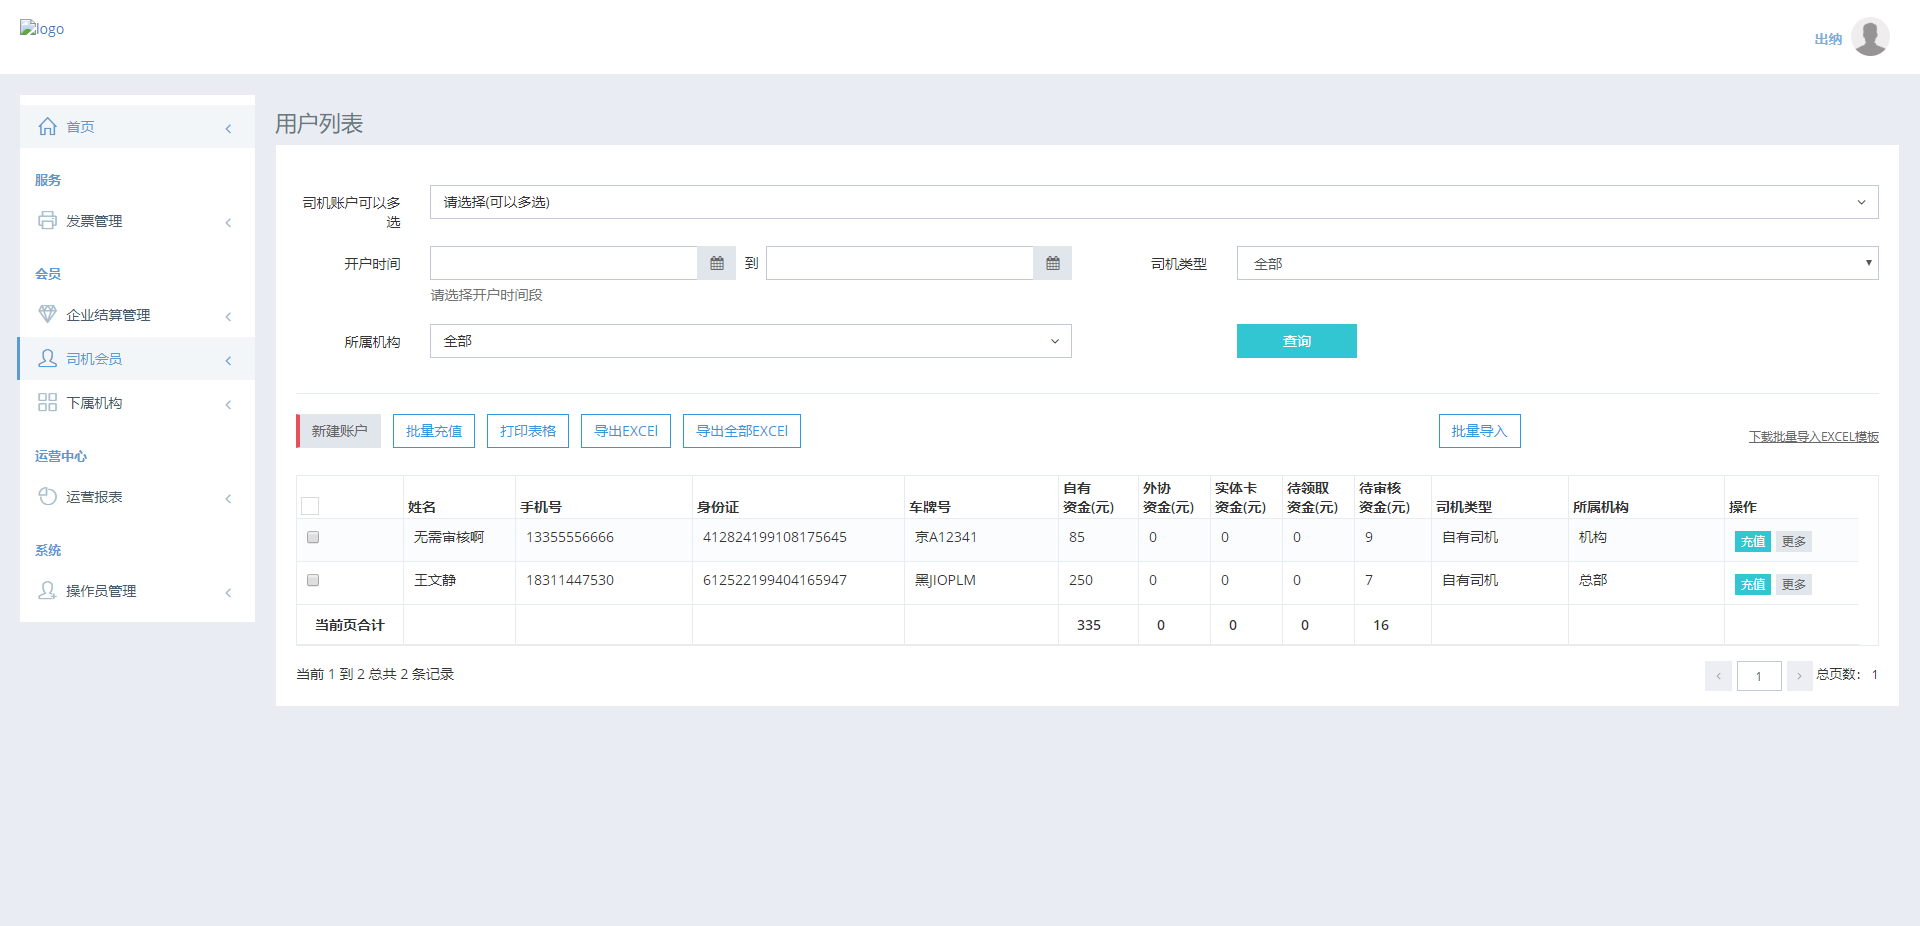 logo
出纳
首页
服务
发票管理
会员
企业结算管理
司机会员
下属机构
运营中心
运营报表
系统
操作员管理
用户列表
司机账户可以多
选
请选择(可以多选)
开户时间
到
司机类型
全部
请选择开户时间段
所属机构
全部
查询
新建账户
批量充值
打印表格
导出EXCEl
导出全部EXCEl
批量导入
下载批量导入EXCEL模板
姓名 手机号 身份证 车牌号 自有资金(元) 外协资金(元) 实体卡资金(元) 待领取资金(元) 待审核资金(元) 司机类型 所属机构 操作
无需审核啊 13355556666 412824199108175645 京A12341 85 0 0 0 9 自有司机 机构 充值 更多
王文静 18311447530 612522199404165947 黑JIOPLM 250 0 0 0 7 自有司机 总部 充值 更多
当前页合计 335 0 0 0 16
当前 1 到 2 总共 2 条记录
1
总页数： 1